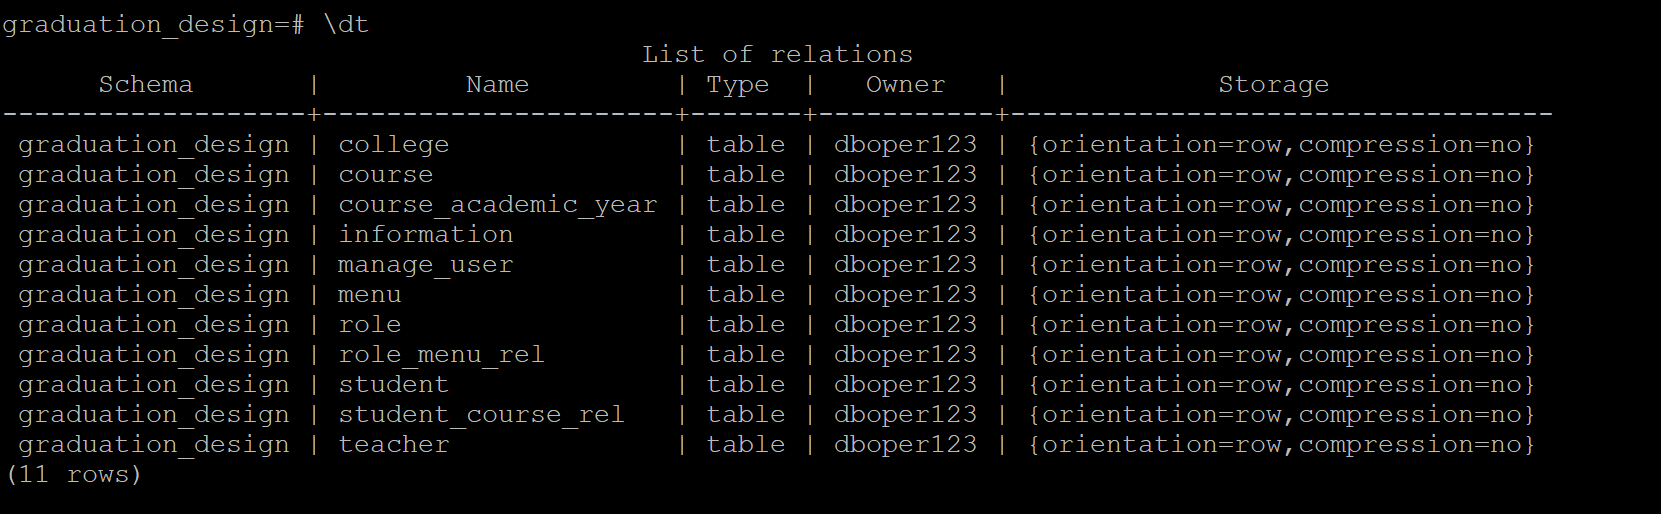 graduation_design=# \dt
                                        List of relations
      Schema       |         Name         | Type  |   Owner   |             Storage
-------------------+----------------------+-------+-----------+----------------------------------
 graduation_design | college              | table | dboper123 | {orientation=row,compression=no}
 graduation_design | course               | table | dboper123 | {orientation=row,compression=no}
 graduation_design | course_academic_year | table | dboper123 | {orientation=row,compression=no}
 graduation_design | information          | table | dboper123 | {orientation=row,compression=no}
 graduation_design | manage_user          | table | dboper123 | {orientation=row,compression=no}
 graduation_design | menu                 | table | dboper123 | {orientation=row,compression=no}
 graduation_design | role                 | table | dboper123 | {orientation=row,compression=no}
 graduation_design | role_menu_rel        | table | dboper123 | {orientation=row,compression=no}
 graduation_design | student              | table | dboper123 | {orientation=row,compression=no}
 graduation_design | student_course_rel   | table | dboper123 | {orientation=row,compression=no}
 graduation_design | teacher              | table | dboper123 | {orientation=row,compression=no}
(11 rows)